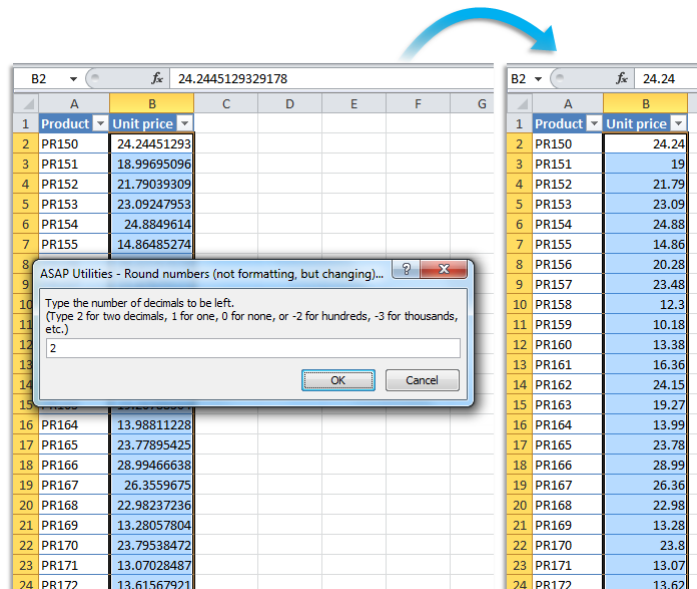 B2 fx 24.2445129329178
A B C D E F G
1 Product Unit price
2 PR150 24.24451293
3 PR151 18.99695096
4 PR152 21.79039309
5 PR153 23.09247953
6 PR154 24.8849614
7 PR155 14.86485274
8
9
10
11
12
13
14
15
16 PR164 13.98811228
17 PR165 23.77895425
18 PR166 28.99466638
19 PR167 26.3559675
20 PR168 22.98237236
21 PR169 13.28057804
22 PR170 23.79538472
23 PR171 13.07028487
24 PR172 13.61567921
ASAP Utilities - Round numbers (not formatting, but changing)...
Type the number of decimals to be left.
(Type 2 for two decimals, 1 for one, 0 for none, or -2 for hundreds, -3 for thousands,
etc.)
2
OK Cancel
B2 fx 24.24
A B
1 Product Unit price
2 PR150 24.24
3 PR151 19
4 PR152 21.79
5 PR153 23.09
6 PR154 24.88
7 PR155 14.86
8 PR156 20.28
9 PR157 23.48
10 PR158 12.3
11 PR159 10.18
12 PR160 13.38
13 PR161 16.36
14 PR162 24.15
15 PR163 19.27
16 PR164 13.99
17 PR165 23.78
18 PR166 28.99
19 PR167 26.36
20 PR168 22.98
21 PR169 13.28
22 PR170 23.8
23 PR171 13.07
24 PR172 13.62